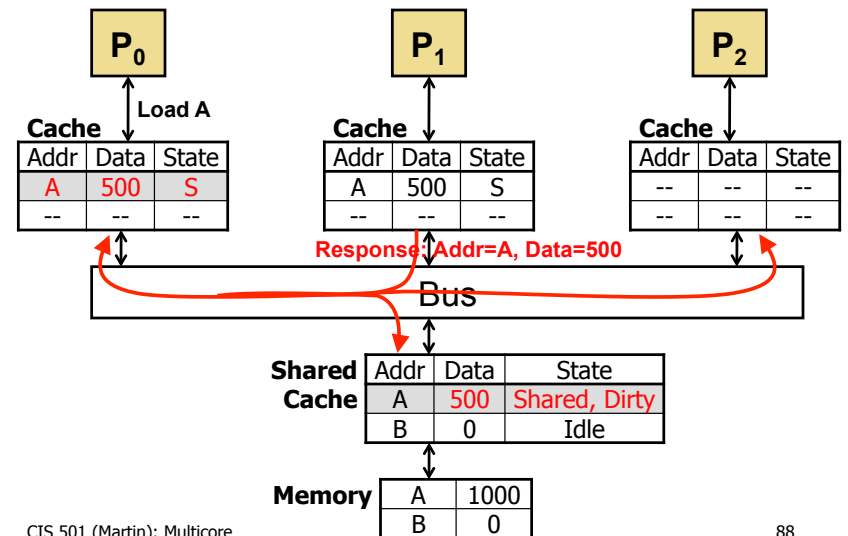 P0 P1 P2
Load A
Cache Cache Cache
Addr Data State Addr Data State Addr Data State
A 500 S A 500 S -- -- --
-- -- -- -- -- -- -- -- --
Response: Addr=A, Data=500
Bus
Shared Cache Addr Data State
A 500 Shared, Dirty
B 0 Idle
Memory A 1000
B 0
CIS 501 (Martin): Multicore 88